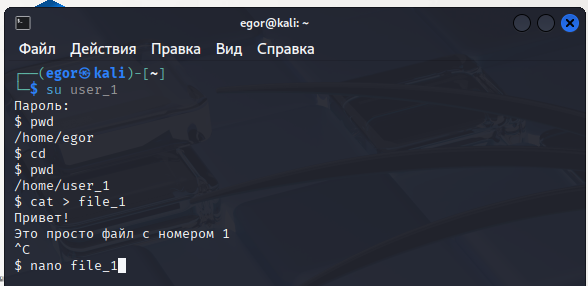 egor@kali: ~
Файл Действия Правка Вид Справка
┌──(egor㉿kali)-[~]
└─$ su user_1
Пароль:
$ pwd
/home/egor
$ cd
$ pwd
/home/user_1
$ cat > file_1
Привет!
Это просто файл с номером 1
^C
$ nano file_1